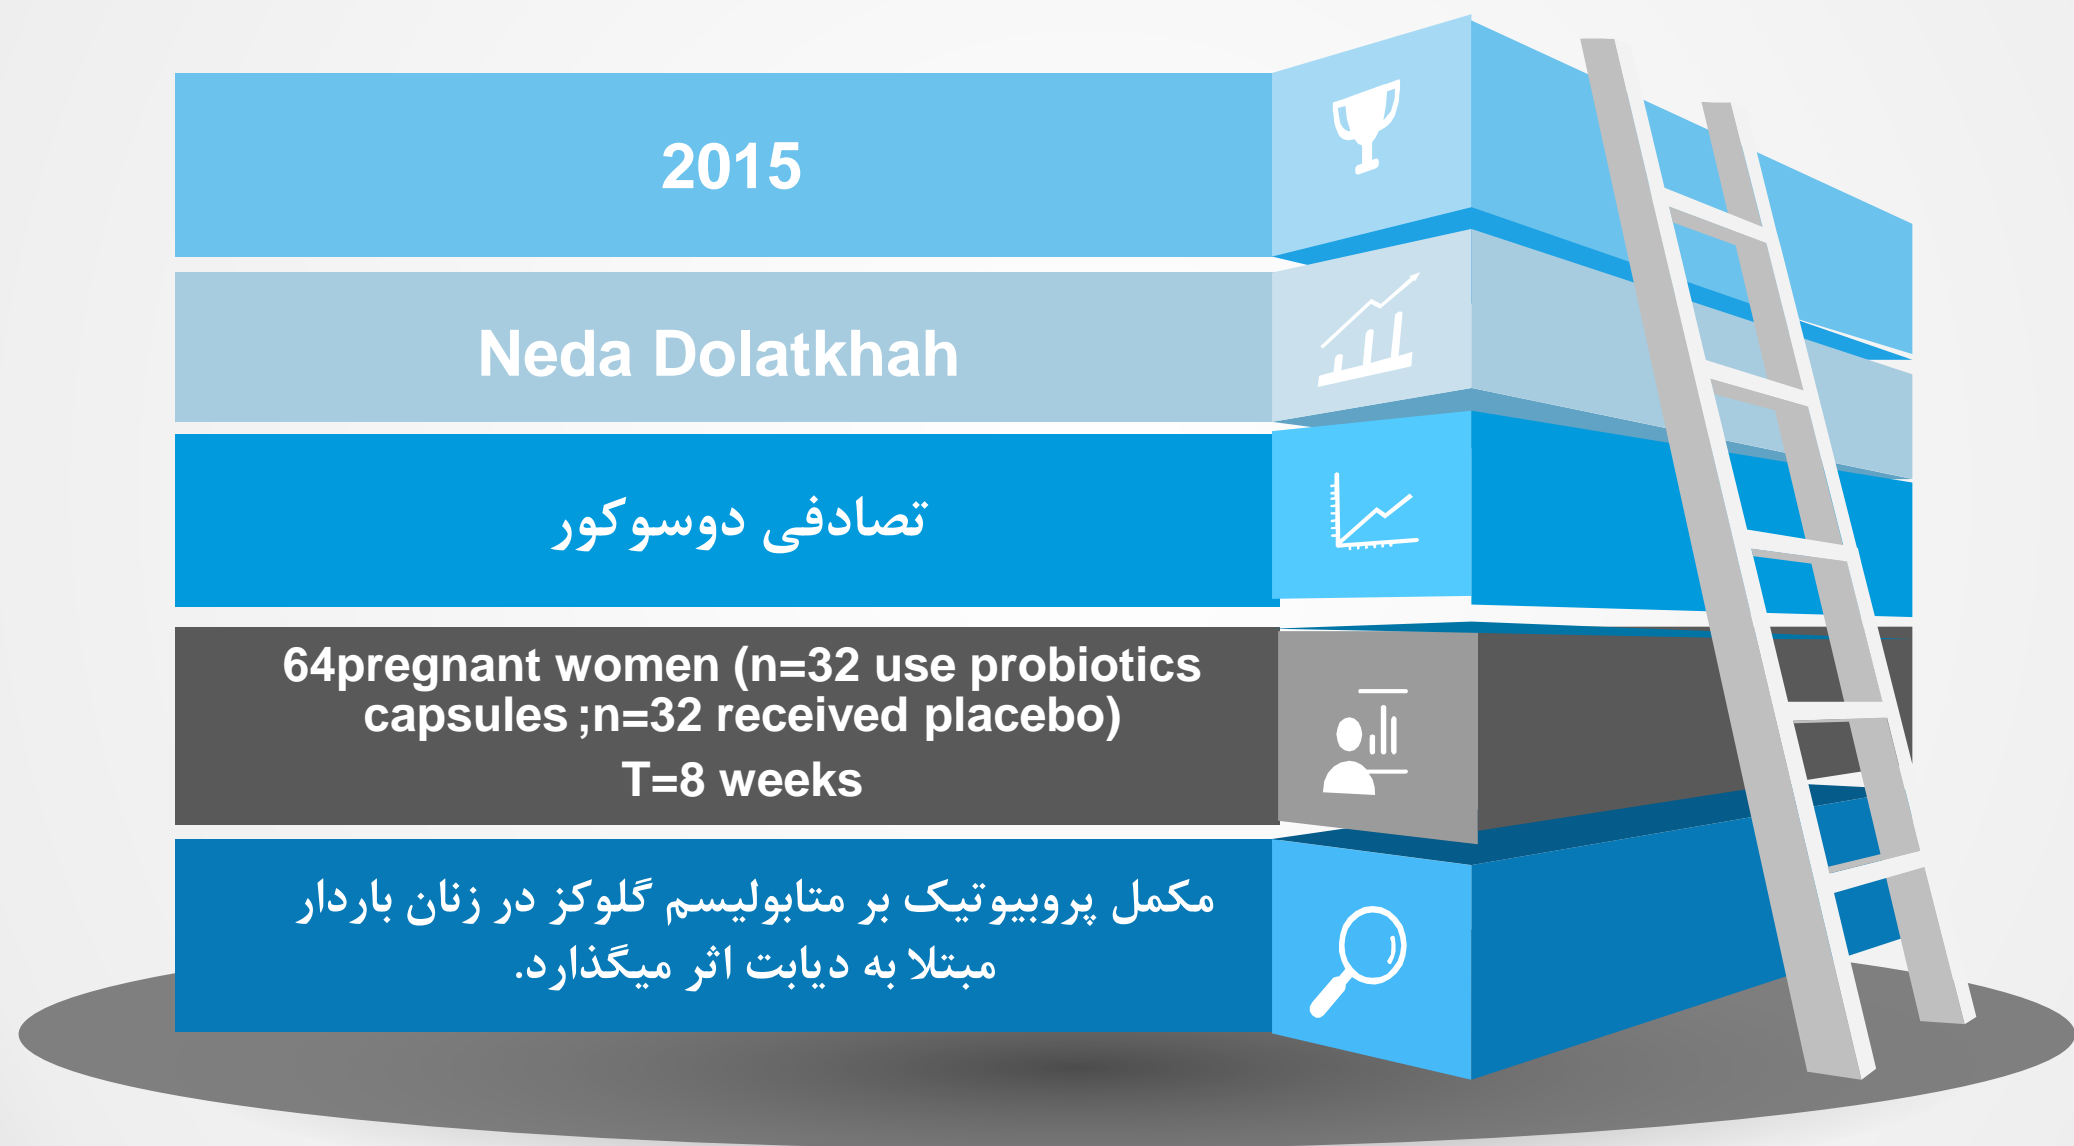 2015
Neda Dolatkhah
تصادفی دوسوکور
64pregnant women (n=32 use probiotics
capsules ;n=32 received placebo)
T=8 weeks
مکمل پروبیوتیک بر متابولیسم گلوکز در زنان باردار
مبتلا به دیابت اثر میگذارد.